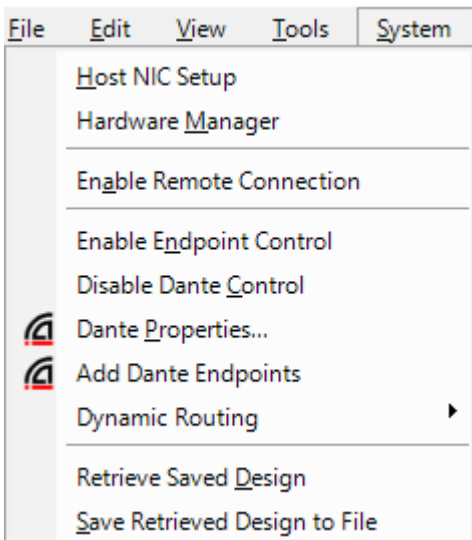 File Edit View Tools System
Host NIC Setup
Hardware Manager
Enable Remote Connection
Enable Endpoint Control
Disable Dante Control
Dante Properties...
Add Dante Endpoints
Dynamic Routing
Retrieve Saved Design
Save Retrieved Design to File